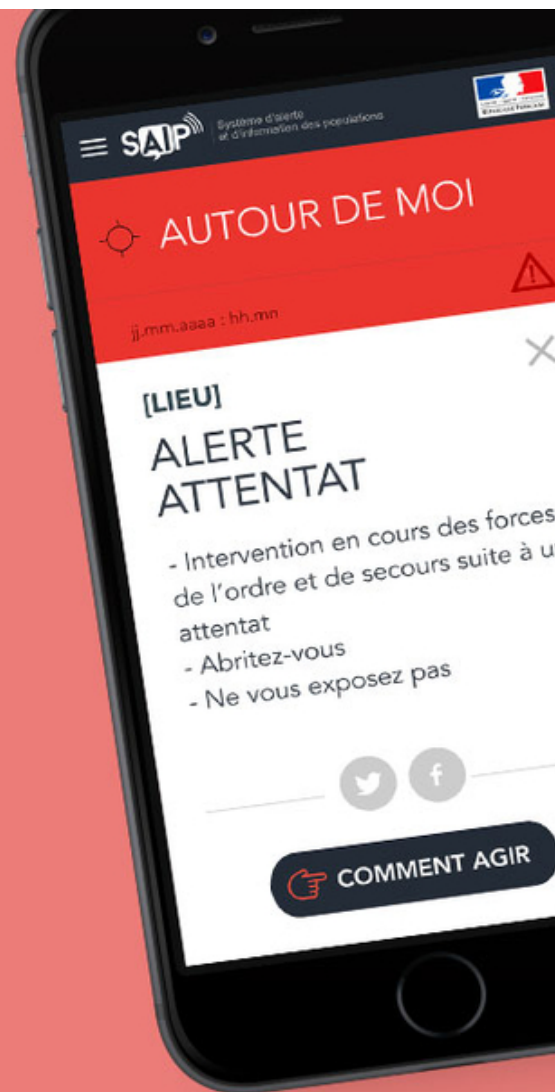 SAIP
Système d'alerte
et d'information des populations
AUTOUR DE MOI
jj.mm.aaaa : hh.mn
[LIEU]
ALERTE
ATTENTAT
- Intervention en cours des forces
de l'ordre et de secours suite à u
attentat
- Abritez-vous
- Ne vous exposez pas
COMMENT AGIR